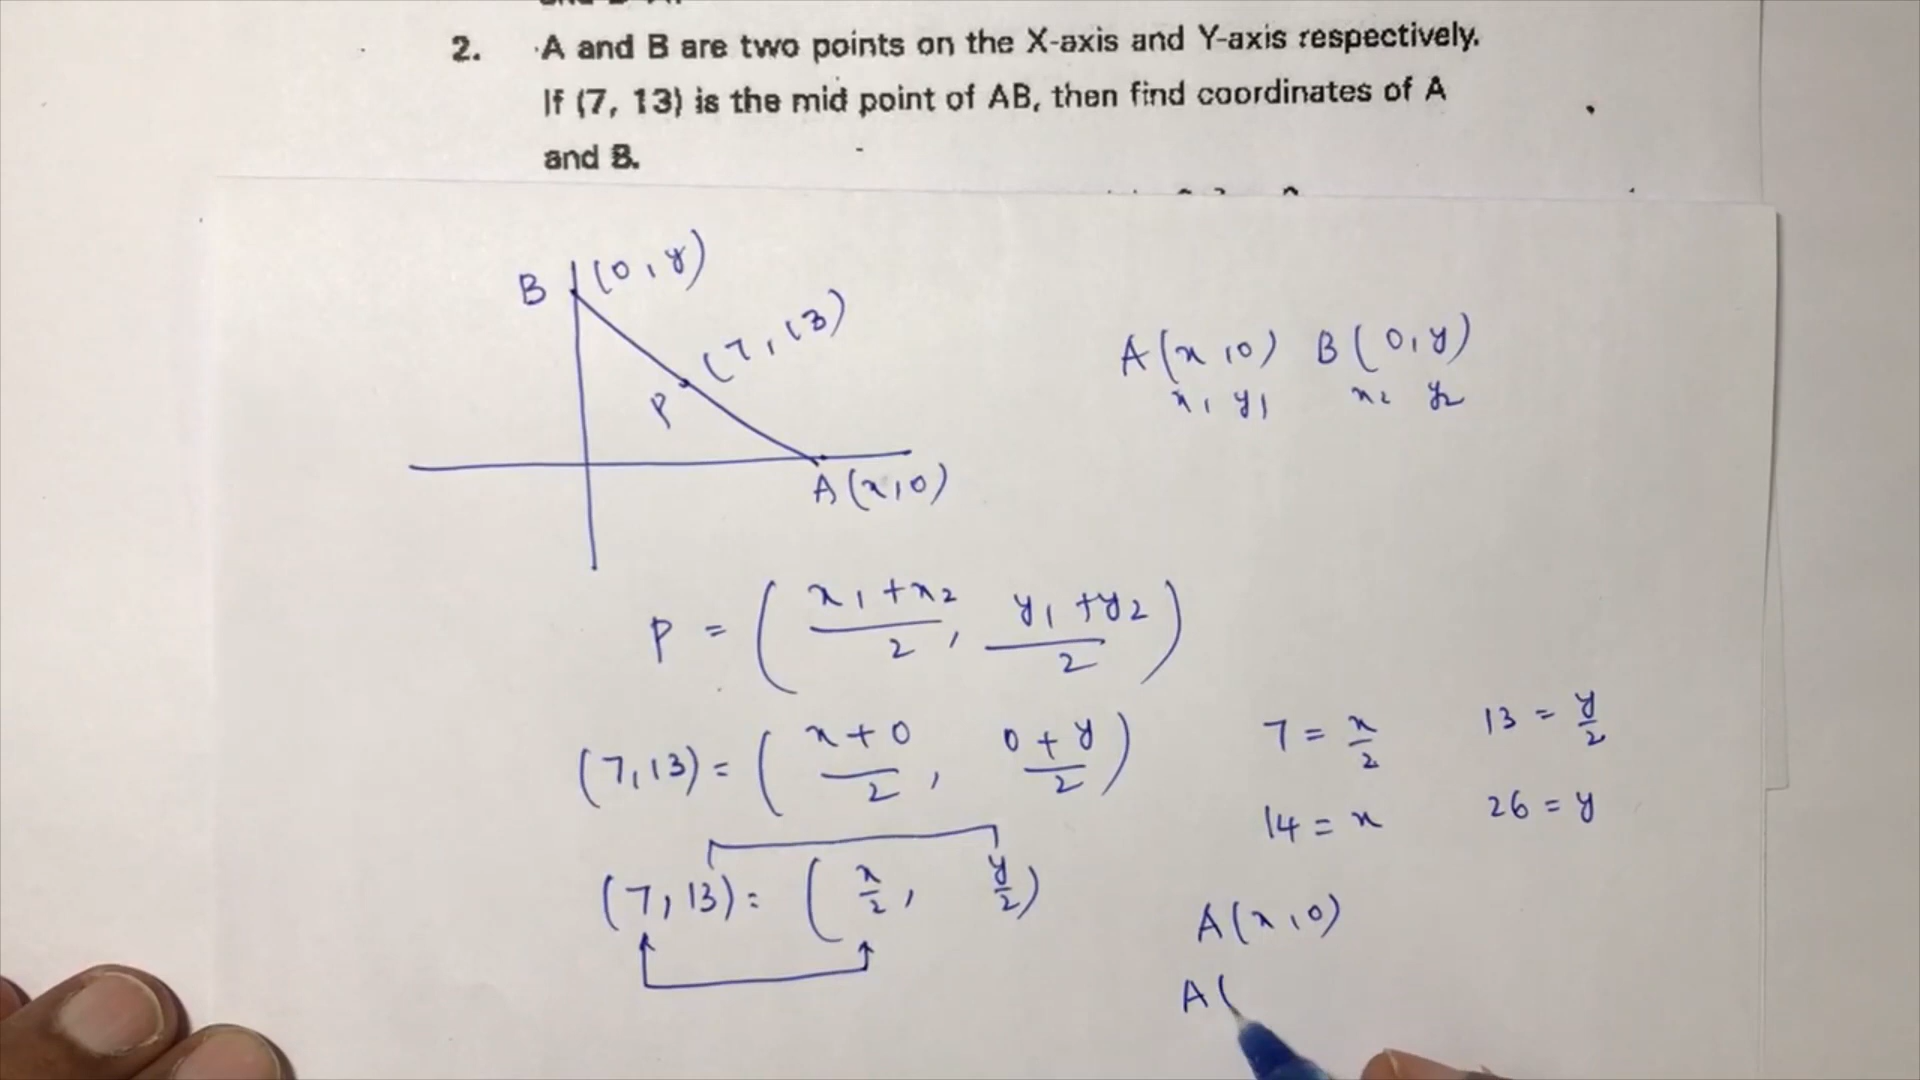 2. A and B are two points on the X-axis and Y-axis respectively.
If (7, 13) is the mid point of AB, then find coordinates of A
and B.
B (0, y)
(7, 13)
P
A (x, 0)
A (x, 0) B (0, y)
x₁ y₁ x₂ y₂
P = ( x₁+x₂/2 , y₁+y₂/2 )
(7, 13) = ( x+0/2 , 0+y/2 )
(7, 13) = ( x/2 , y/2 )
7 = x/2 13 = y/2
14 = x 26 = y
A (x, 0)
A (